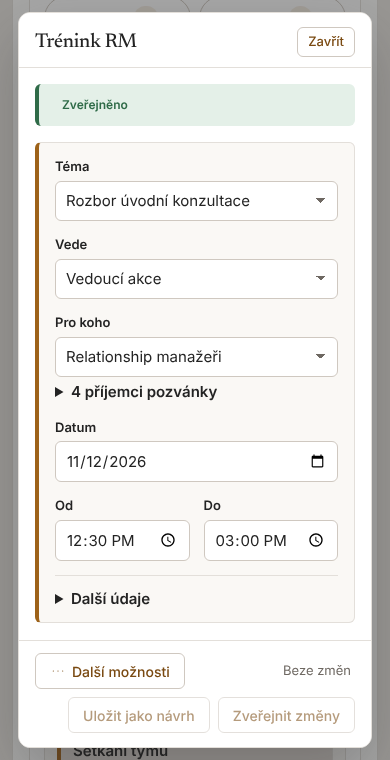 Trénink RM
Zavřít
Zveřejněno
Téma
Rozbor úvodní konzultace
Vede
Vedoucí akce
Pro koho
Relationship manažeři
4 příjemci pozvánky
Datum
11/12/2026
Od
Do
12:30 PM
03:00 PM
Další údaje
··· Další možnosti
Beze změn
Uložit jako návrh
Zveřejnit změny
Setkání týmu